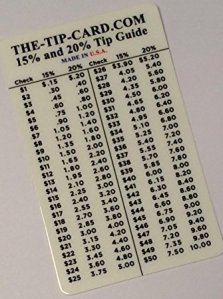 THE-TIP-CARD.COM
15% and 20% Tip Guide
MADE IN U.S.A.
Check 15% 20% Check 15% 20%
$1 $.15 $.20 $26 $3.90 $5.20
$2 .30 .40 $27 4.05 5.40
$3 .45 .60 $28 4.20 5.60
$4 .60 .80 $29 4.35 5.80
$5 .75 1.00 $30 4.50 6.00
$6 .90 1.20 $31 4.65 6.20
$7 1.05 1.40 $32 4.80 6.40
$8 1.20 1.60 $33 4.95 6.60
$9 1.35 1.80 $34 5.10 6.80
$10 1.50 2.00 $35 5.25 7.00
$11 1.65 2.20 $36 5.40 7.20
$12 1.80 2.40 $37 5.55 7.40
$13 1.95 2.60 $38 5.70 7.60
$14 2.10 2.80 $39 5.85 7.80
$15 2.25 3.00 $40 6.00 8.00
$16 2.40 3.20 $41 6.15 8.20
$17 2.55 3.40 $42 6.30 8.40
$18 2.70 3.60 $43 6.45 8.60
$19 2.85 3.80 $44 6.60 8.80
$20 3.00 4.00 $45 6.75 9.00
$21 3.15 4.20 $46 6.90 9.20
$22 3.30 4.40 $47 7.05 9.40
$23 3.45 4.60 $48 7.20 9.60
$24 3.60 4.80 $49 7.35 9.80
$25 3.75 5.00 $50 7.50 10.00